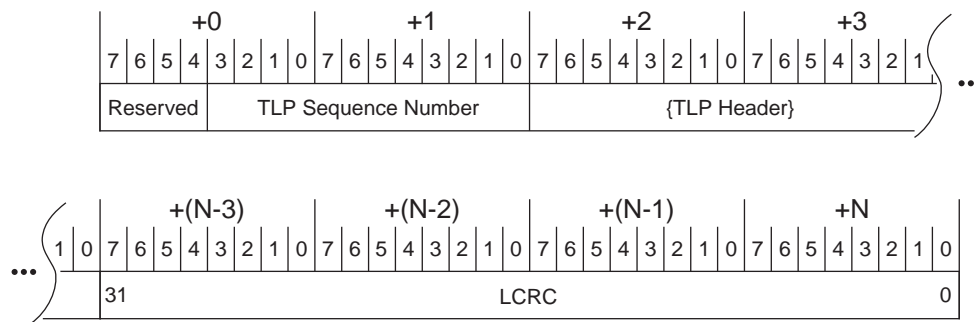 +0 +1 +2 +3
7 6 5 4 3 2 1 0 7 6 5 4 3 2 1 0 7 6 5 4 3 2 1 0 7 6 5 4 3 2 1
Reserved TLP Sequence Number {TLP Header}
+(N-3) +(N-2) +(N-1) +N
1 0 7 6 5 4 3 2 1 0 7 6 5 4 3 2 1 0 7 6 5 4 3 2 1 0 7 6 5 4 3 2 1 0
31 LCRC 0